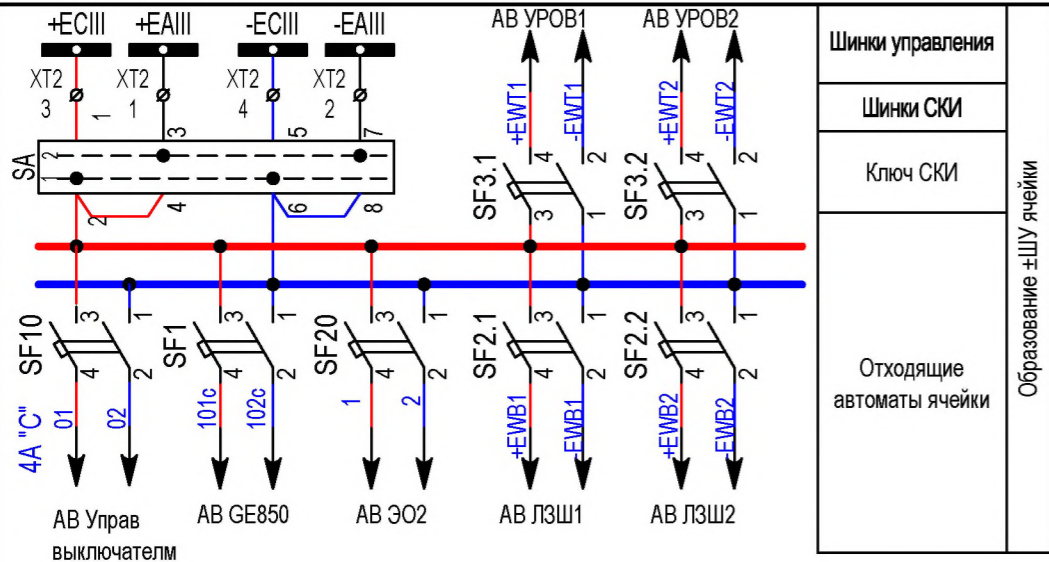 +ECIII +EAIII -ECIII -EAIII
АВ УРОВ1 АВ УРОВ2
XT2 XT2 XT2 XT2
3 1 4 2
1 3 5 7
SA
2
1
2 4 6 8
+EWT1 -EWT1 +EWT2 -EWT2
4 2 4 2
SF3.1 SF3.2
3 1 3 1
SF10 SF1 SF20 SF2.1 SF2.2
3 1 3 1 3 1 3 1 3 1
4 2 4 2 4 2 4 2 4 2
4А "С"
01 02 101с 102с 1 2 +EWB1 -EWB1 +EWB2 -EWB2
АВ Управ
выключателм
АВ GE850
АВ ЭО2
АВ ЛЗШ1
АВ ЛЗШ2
Шинки управления
Шинки СКИ
Ключ СКИ
Отходящие
автоматы ячейки
Образование ±ШУ ячейки